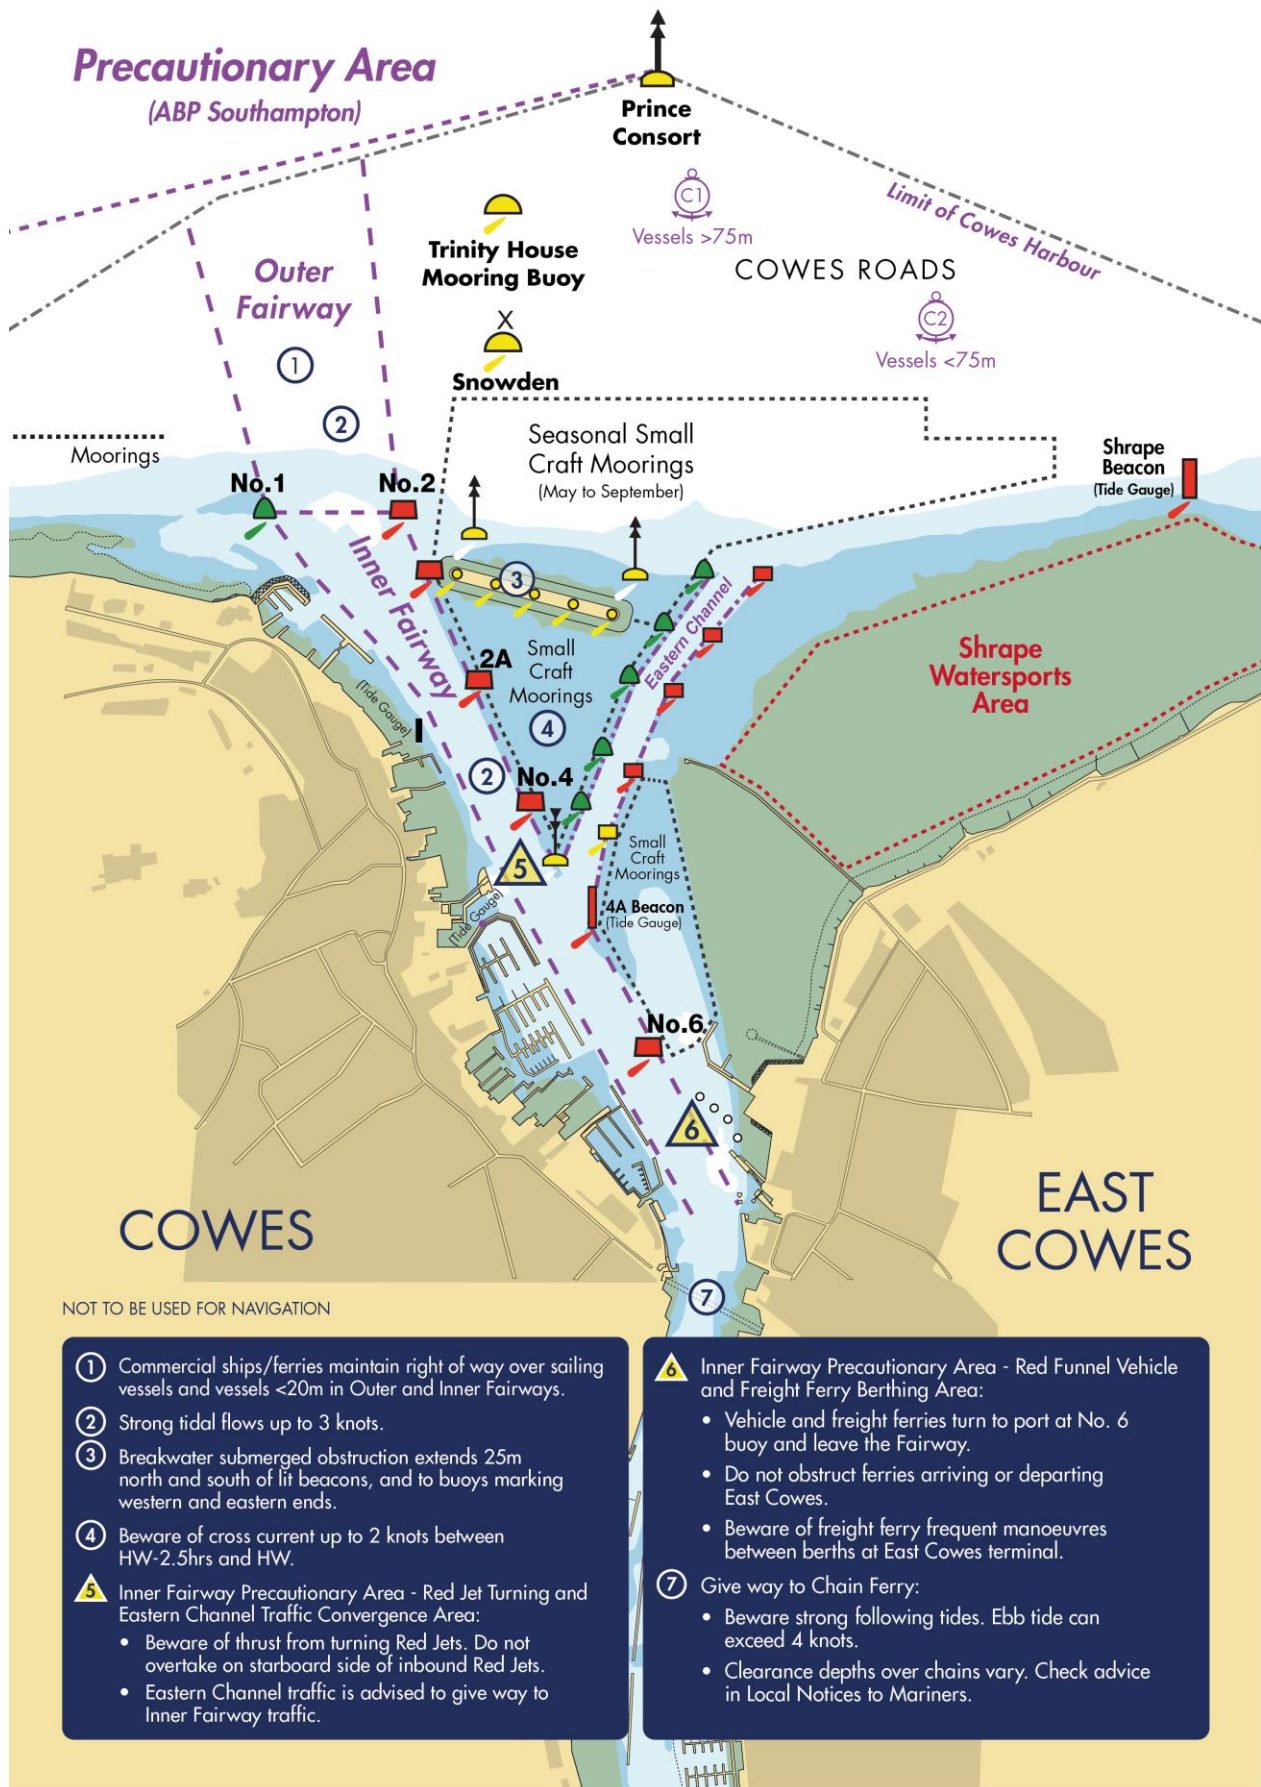 Precautionary Area
(ABP Southampton)
Prince
Consort
C1
Vessels >75m
Limit of Cowes Harbour
Trinity House
Mooring Buoy
COWES ROADS
Outer
Fairway
C2
Vessels <75m
X
Snowden
1
2
Moorings
Seasonal Small
Craft Moorings
(May to September)
Shrape
Beacon
(Tide Gauge)
No.1
No.2
Inner Fairway
3
Eastern Channel
2A
Small
Craft
Moorings
4
Shrape
Watersports
Area
(Tide Gauge)
2
No.4
5
Small
Craft
Moorings
(Tide Gauge)
4A Beacon
(Tide Gauge)
No.6
6
COWES
EAST
COWES
7
NOT TO BE USED FOR NAVIGATION
1 Commercial ships/ferries maintain right of way over sailing
vessels and vessels <20m in Outer and Inner Fairways.
2 Strong tidal flows up to 3 knots.
3 Breakwater submerged obstruction extends 25m
north and south of lit beacons, and to buoys marking
western and eastern ends.
4 Beware of cross current up to 2 knots between
HW-2.5hrs and HW.
5 Inner Fairway Precautionary Area - Red Jet Turning and
Eastern Channel Traffic Convergence Area:
• Beware of thrust from turning Red Jets. Do not
overtake on starboard side of inbound Red Jets.
• Eastern Channel traffic is advised to give way to
Inner Fairway traffic.
6 Inner Fairway Precautionary Area - Red Funnel Vehicle
and Freight Ferry Berthing Area:
• Vehicle and freight ferries turn to port at No. 6
buoy and leave the Fairway.
• Do not obstruct ferries arriving or departing
East Cowes.
• Beware of freight ferry frequent manoeuvres
between berths at East Cowes terminal.
7 Give way to Chain Ferry:
• Beware strong following tides. Ebb tide can
exceed 4 knots.
• Clearance depths over chains vary. Check advice
in Local Notices to Mariners.